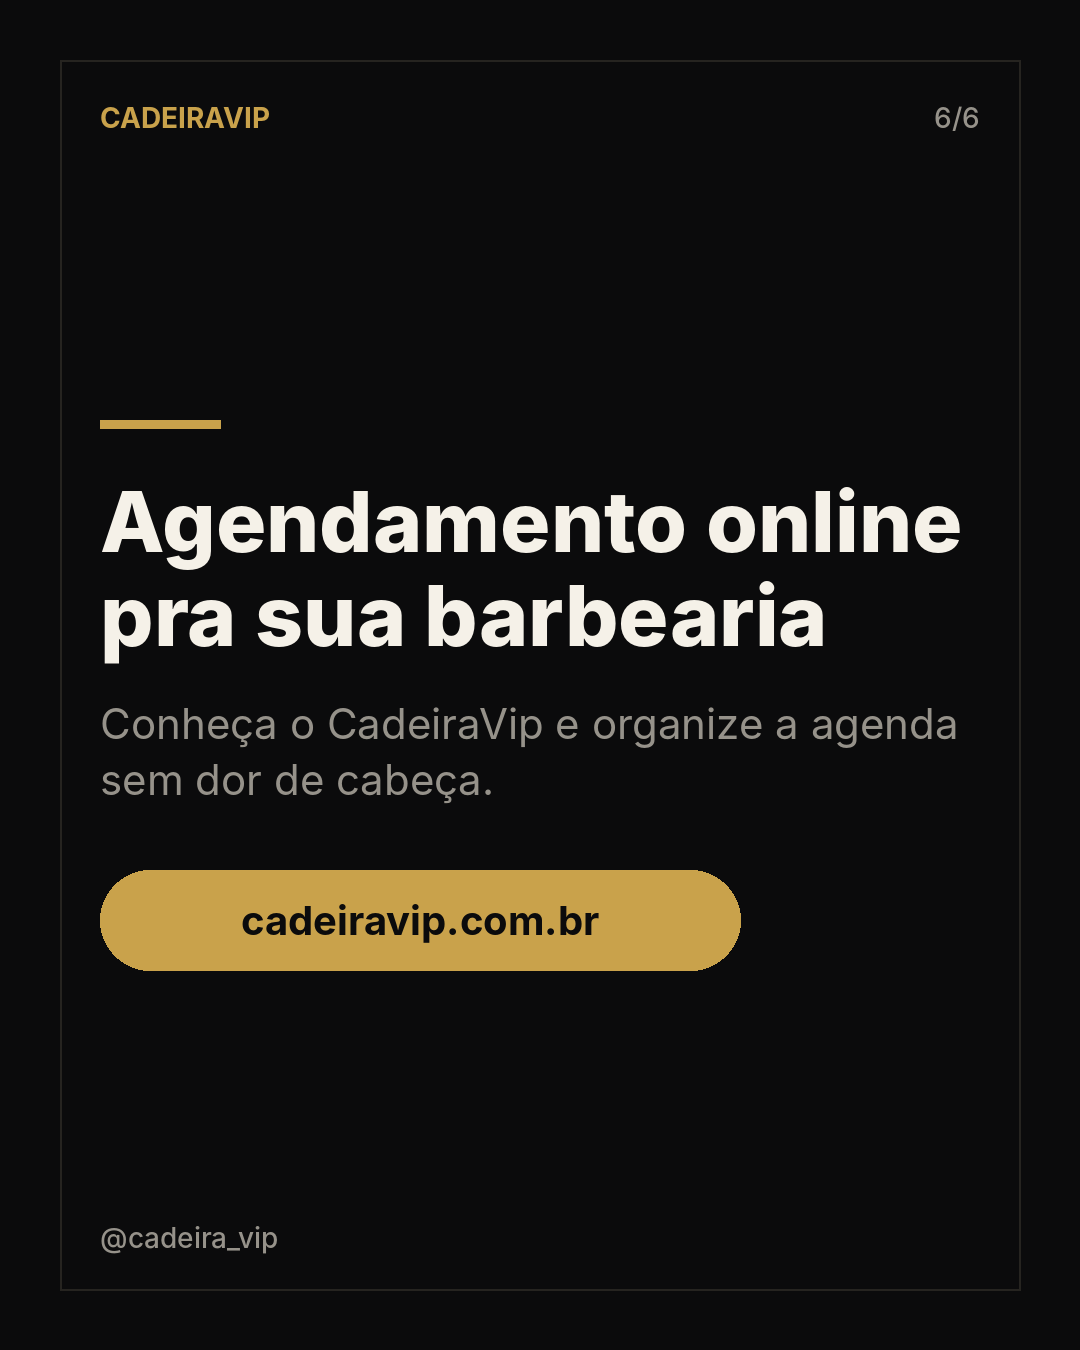 CADEIRAVIP
6/6
Agendamento online
pra sua barbearia
Conheça o CadeiraVip e organize a agenda
sem dor de cabeça.
cadeiravip.com.br
@cadeira_vip